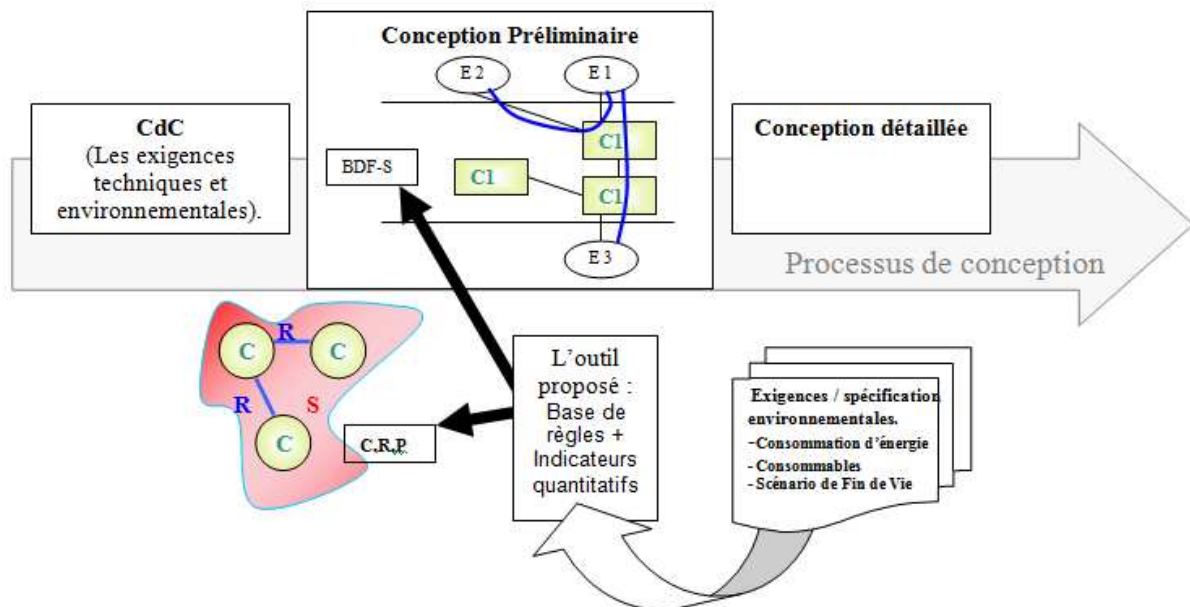 Conception Préliminaire
E 2
E 1
CdC
(Les exigences
techniques et
environnementales).
BDF-S
C1
C1
C1
E 3
Conception détaillée
Processus de conception
R
C
C
R
S
C
C,R,P
L’outil
proposé :
Base de
règles +
Indicateurs
quantitatifs
Exigences / spécification
environnementales.
-Consommation d’énergie
- Consommables
- Scénario de Fin de Vie